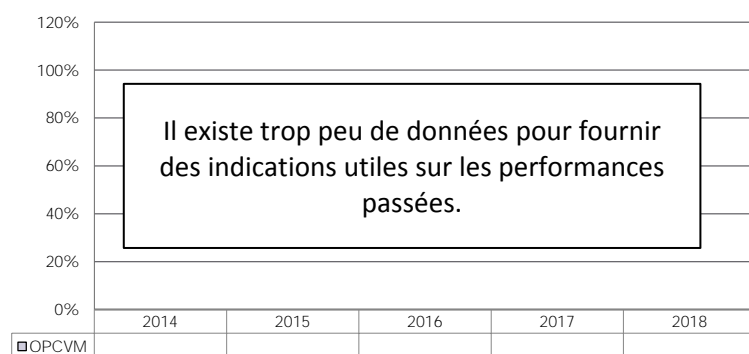 120%
100%
80%
60%
40%
20%
0%
Il existe trop peu de données pour fournir
des indications utiles sur les performances
passées.
2014 2015 2016 2017 2018
OPCVM